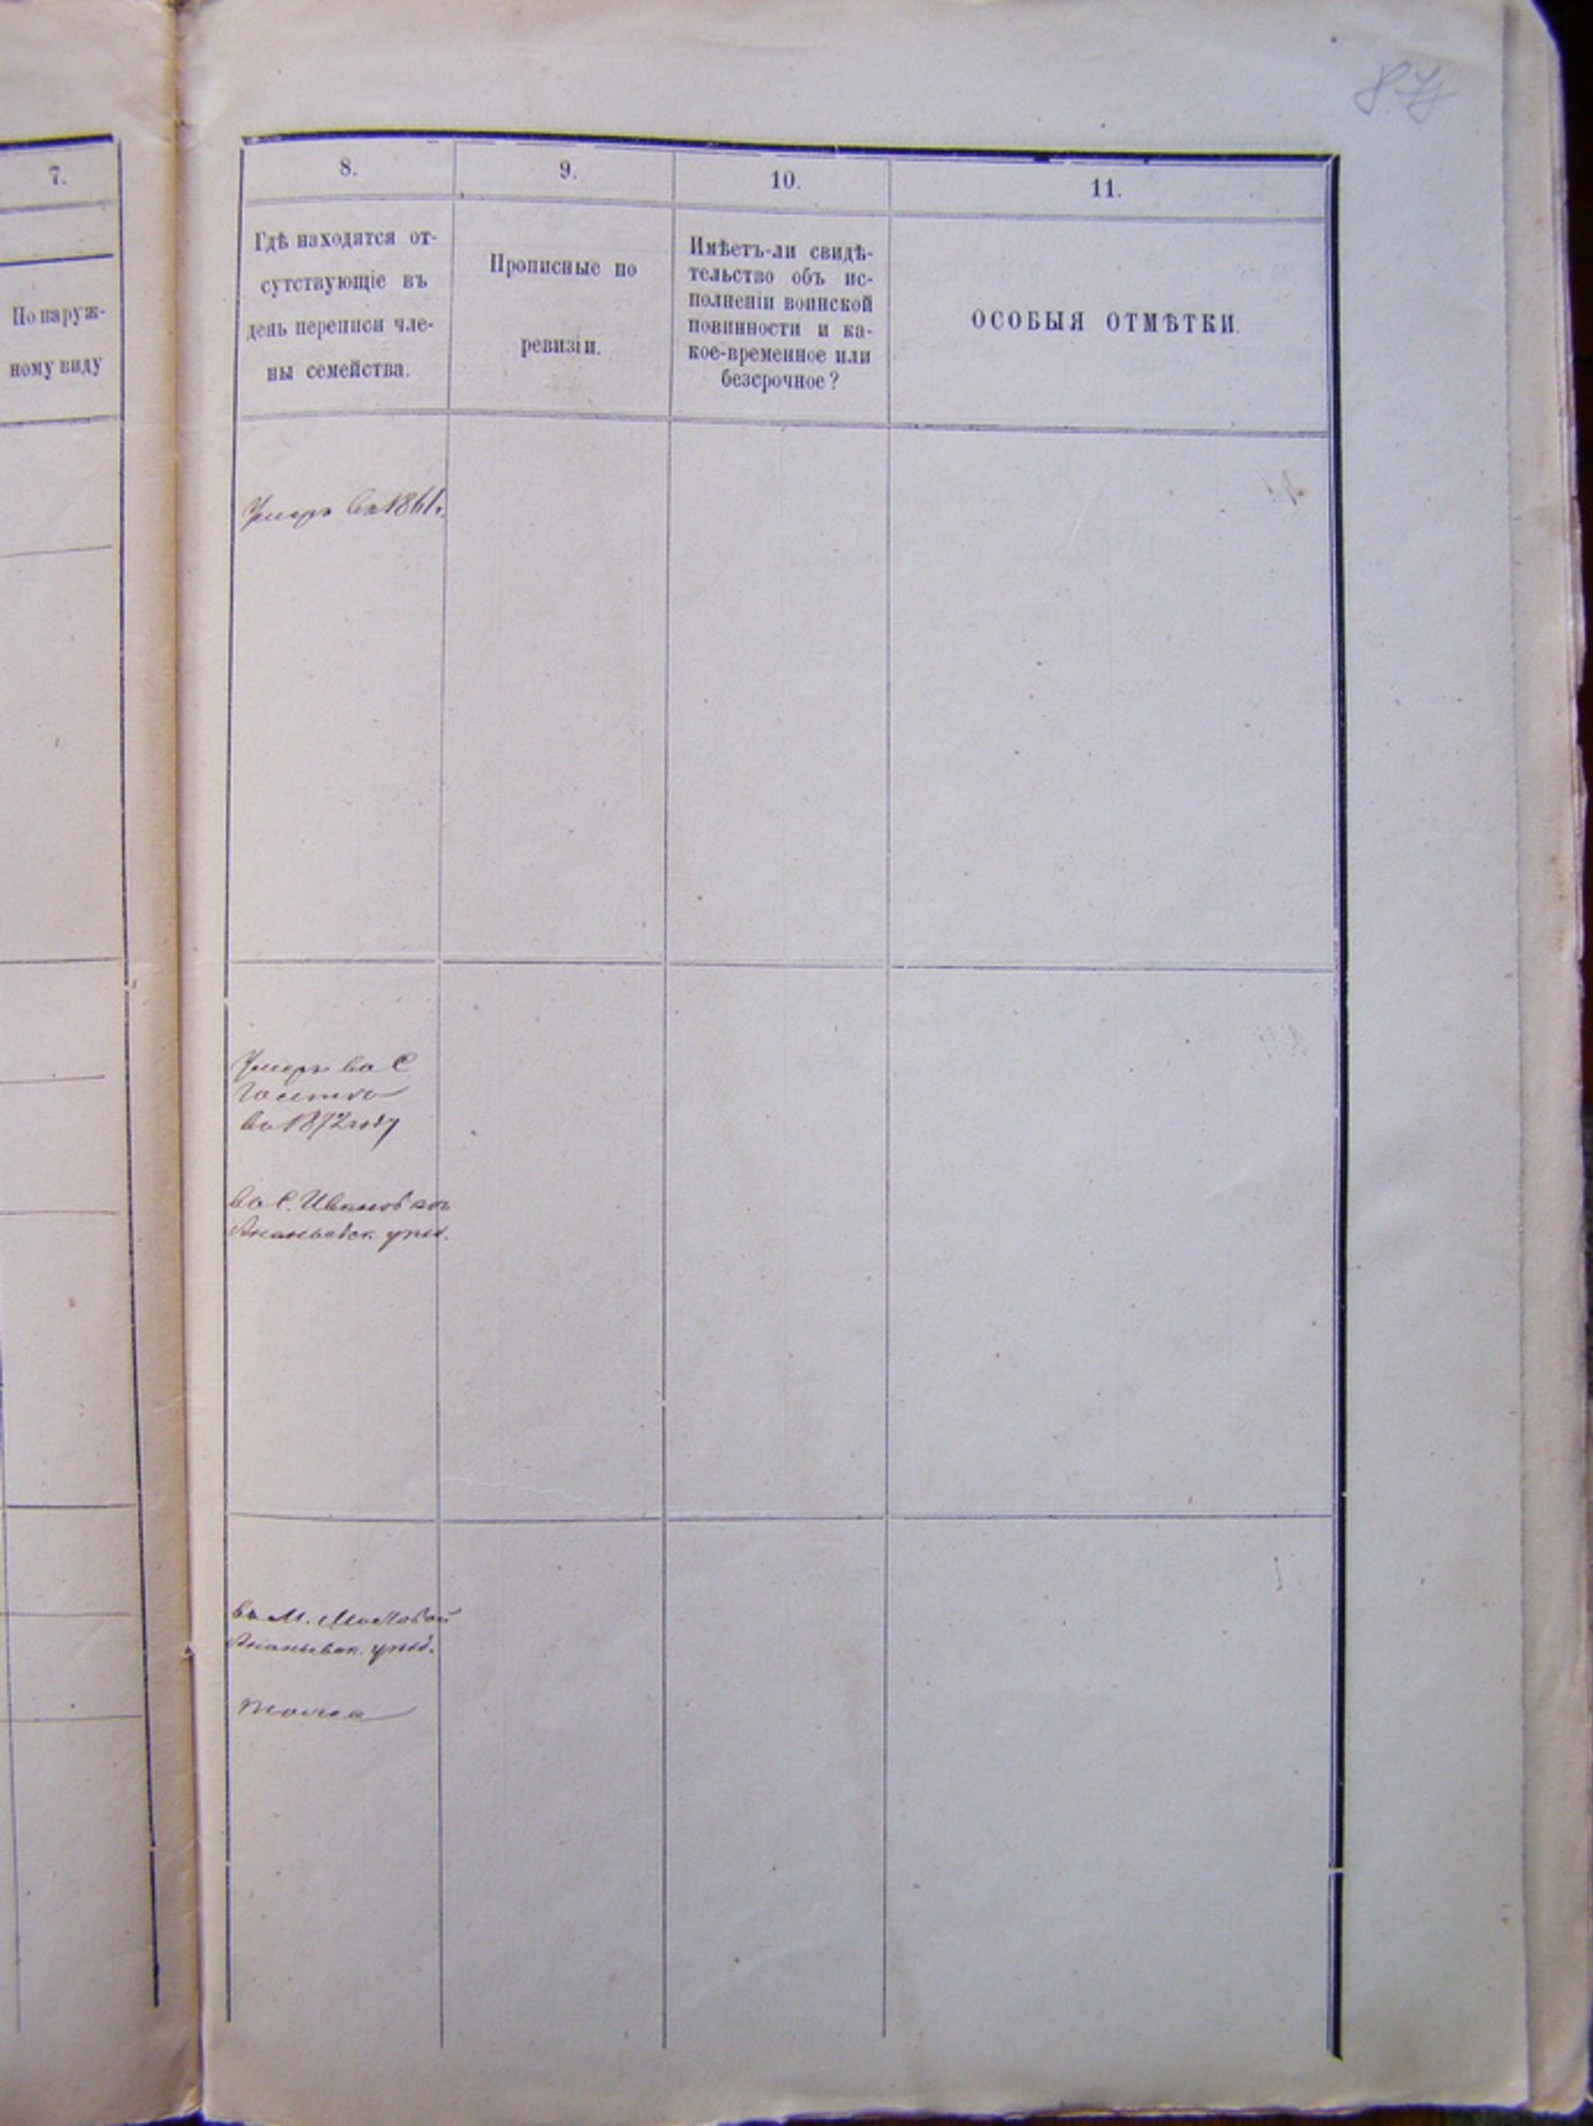 87
7.
По наруж-
ному виду
8.
9.
10.
11.
Гдѣ находятся от-
сутствующіе въ
день переписи чле-
ны семейства.
Прописные по
ревизіи.
Имѣетъ-ли свидѣ-
тельство объ ис-
полненіи воинской
повинности и ка-
кое-временное или
безсрочное?
ОСОБЫЯ ОТМѢТКИ.
Умеръ въ 1861 г.
Умеръ въ С.
въ 1872 году
въ С. Ивановкѣ
Ананьевск. уѣзд.
въ М.
Ананьевск. уѣзд.